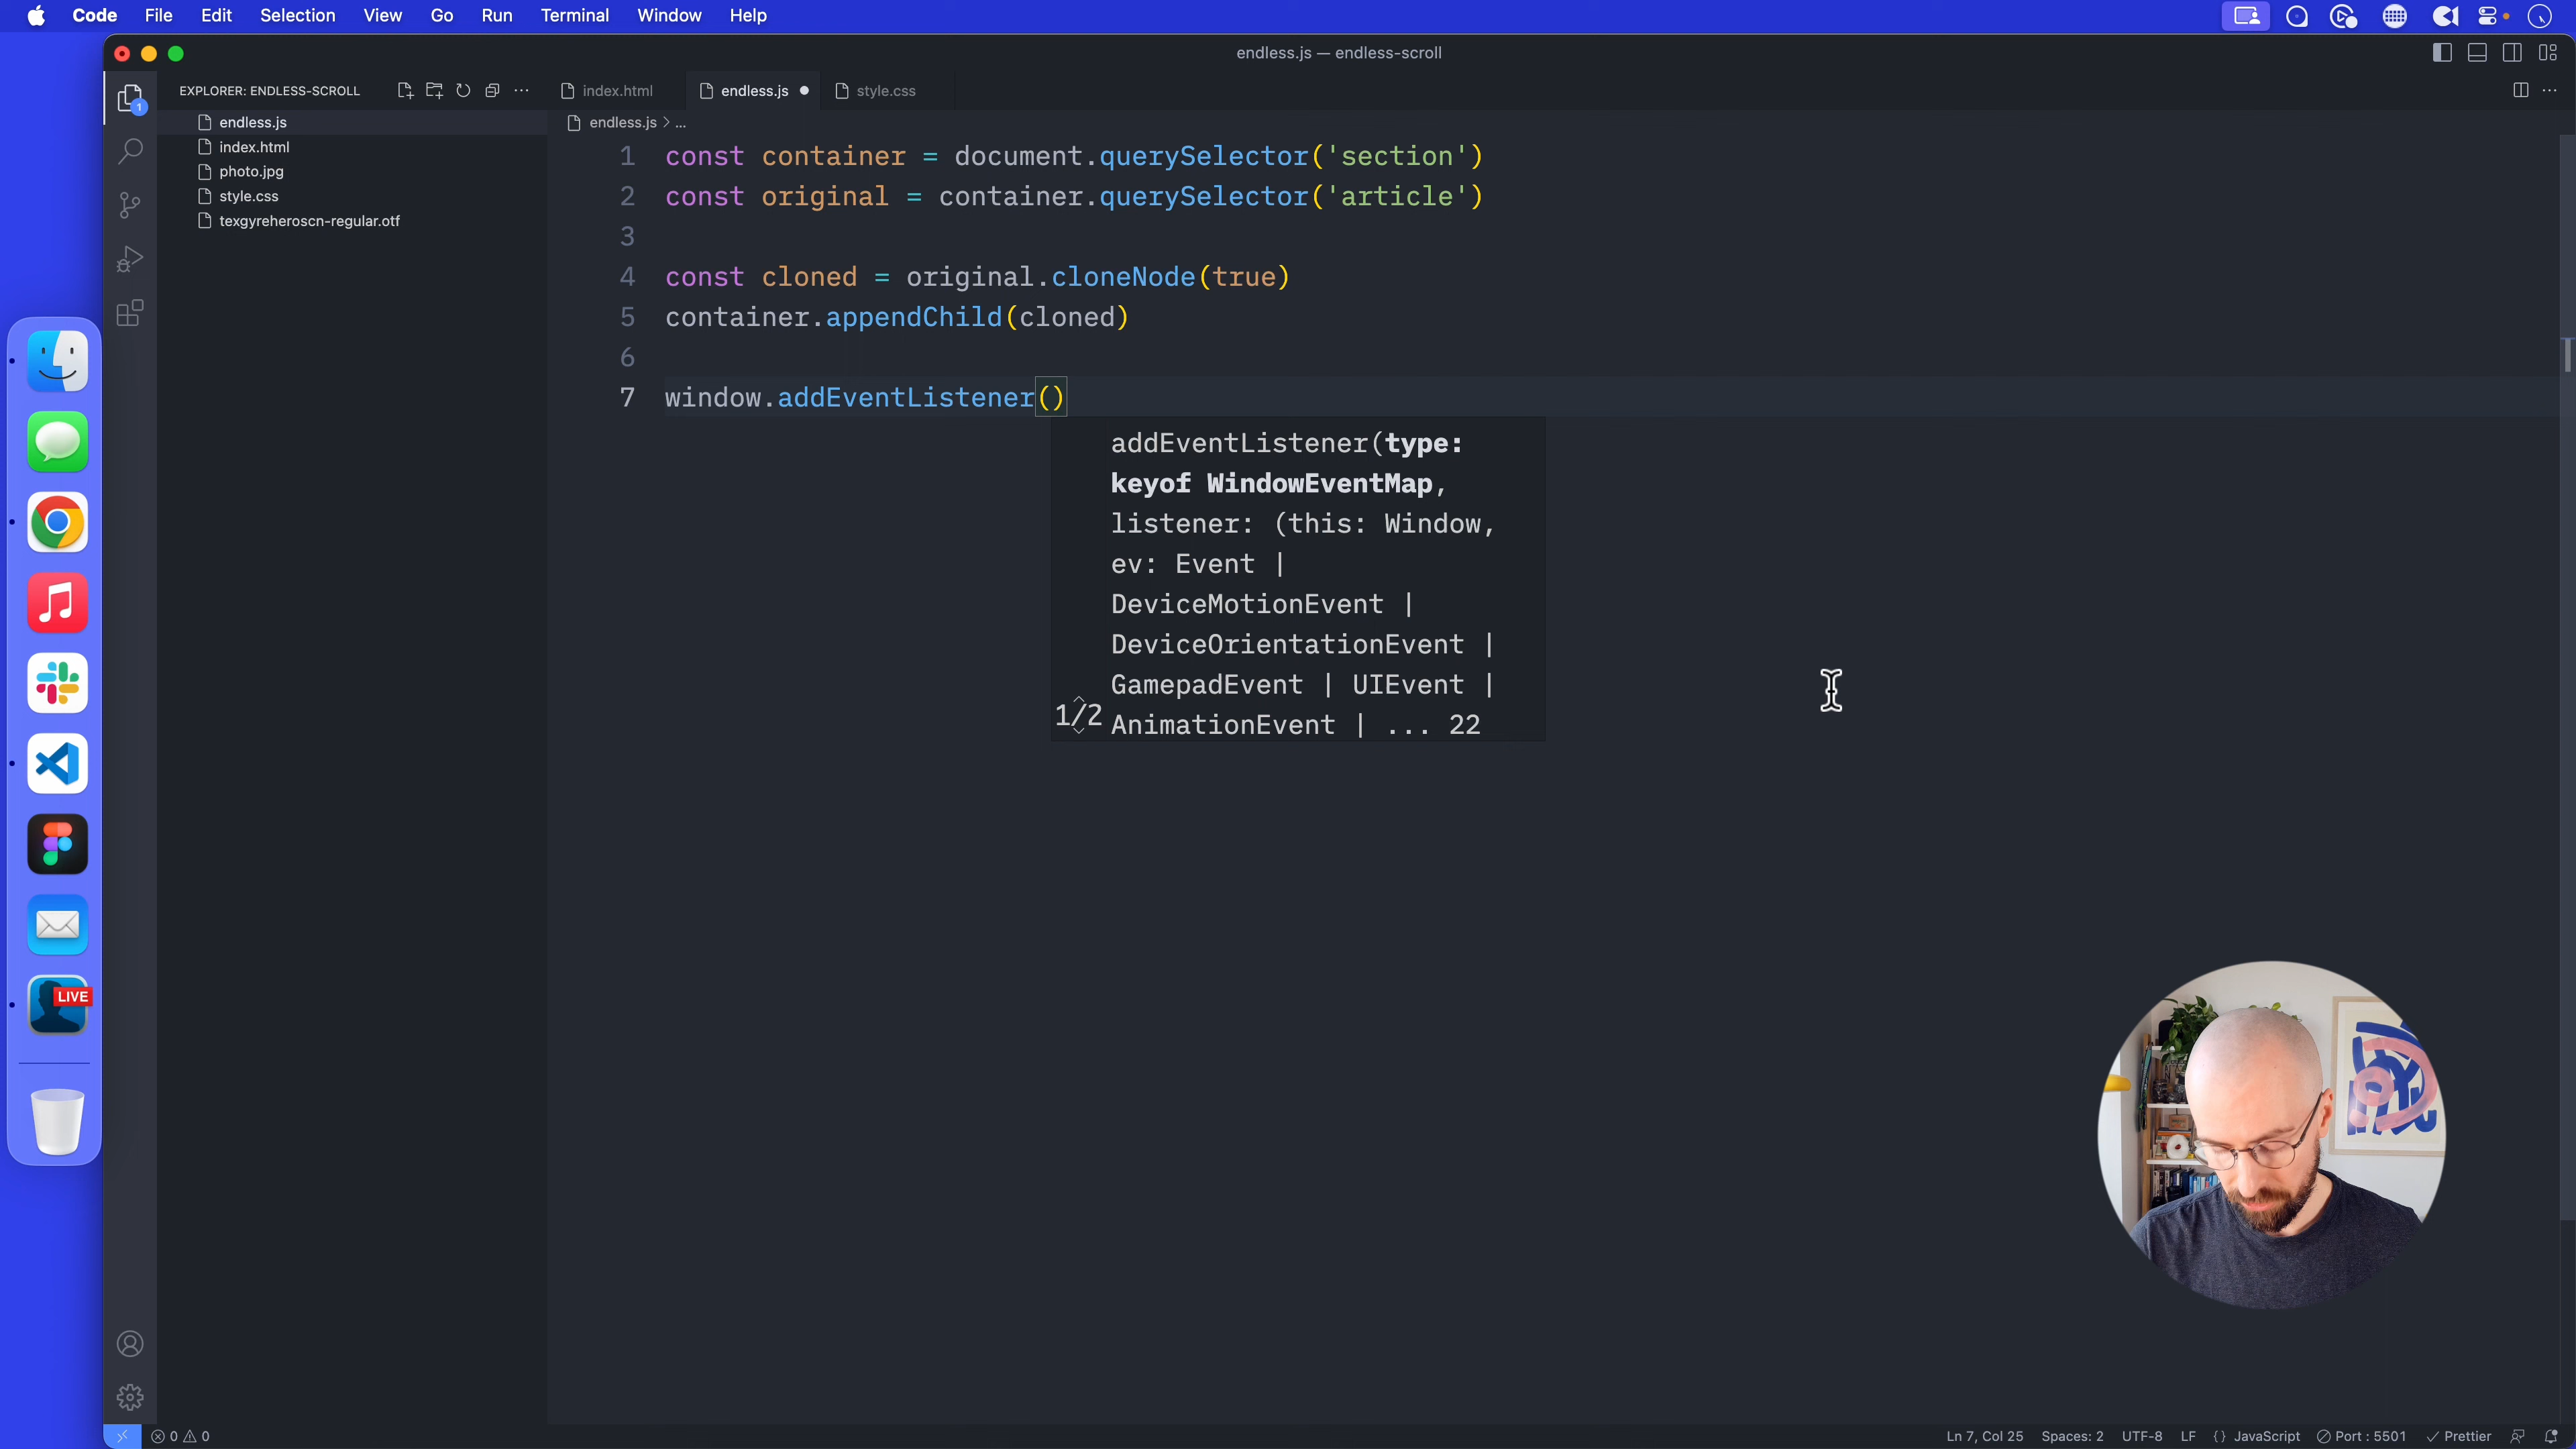 Code File Edit Selection View Go Run Terminal Window Help
endless.js — endless-scroll
EXPLORER: ENDLESS-SCROLL
index.html
endless.js
style.css
1
endless.js
index.html
photo.jpg
style.css
texgyreheroscn-regular.otf
endless.js > ...
1 const container = document.querySelector('section')
2 const original = container.querySelector('article')
3
4 const cloned = original.cloneNode(true)
5 container.appendChild(cloned)
6
7 window.addEventListener()
addEventListener(type:
keyof WindowEventMap,
listener: (this: Window,
ev: Event |
DeviceMotionEvent |
DeviceOrientationEvent |
GamepadEvent | UIEvent |
1/2 AnimationEvent | ... 22
LIVE
0 0
Ln 7, Col 25 Spaces: 2 UTF-8 LF {} JavaScript Port : 5501 Prettier